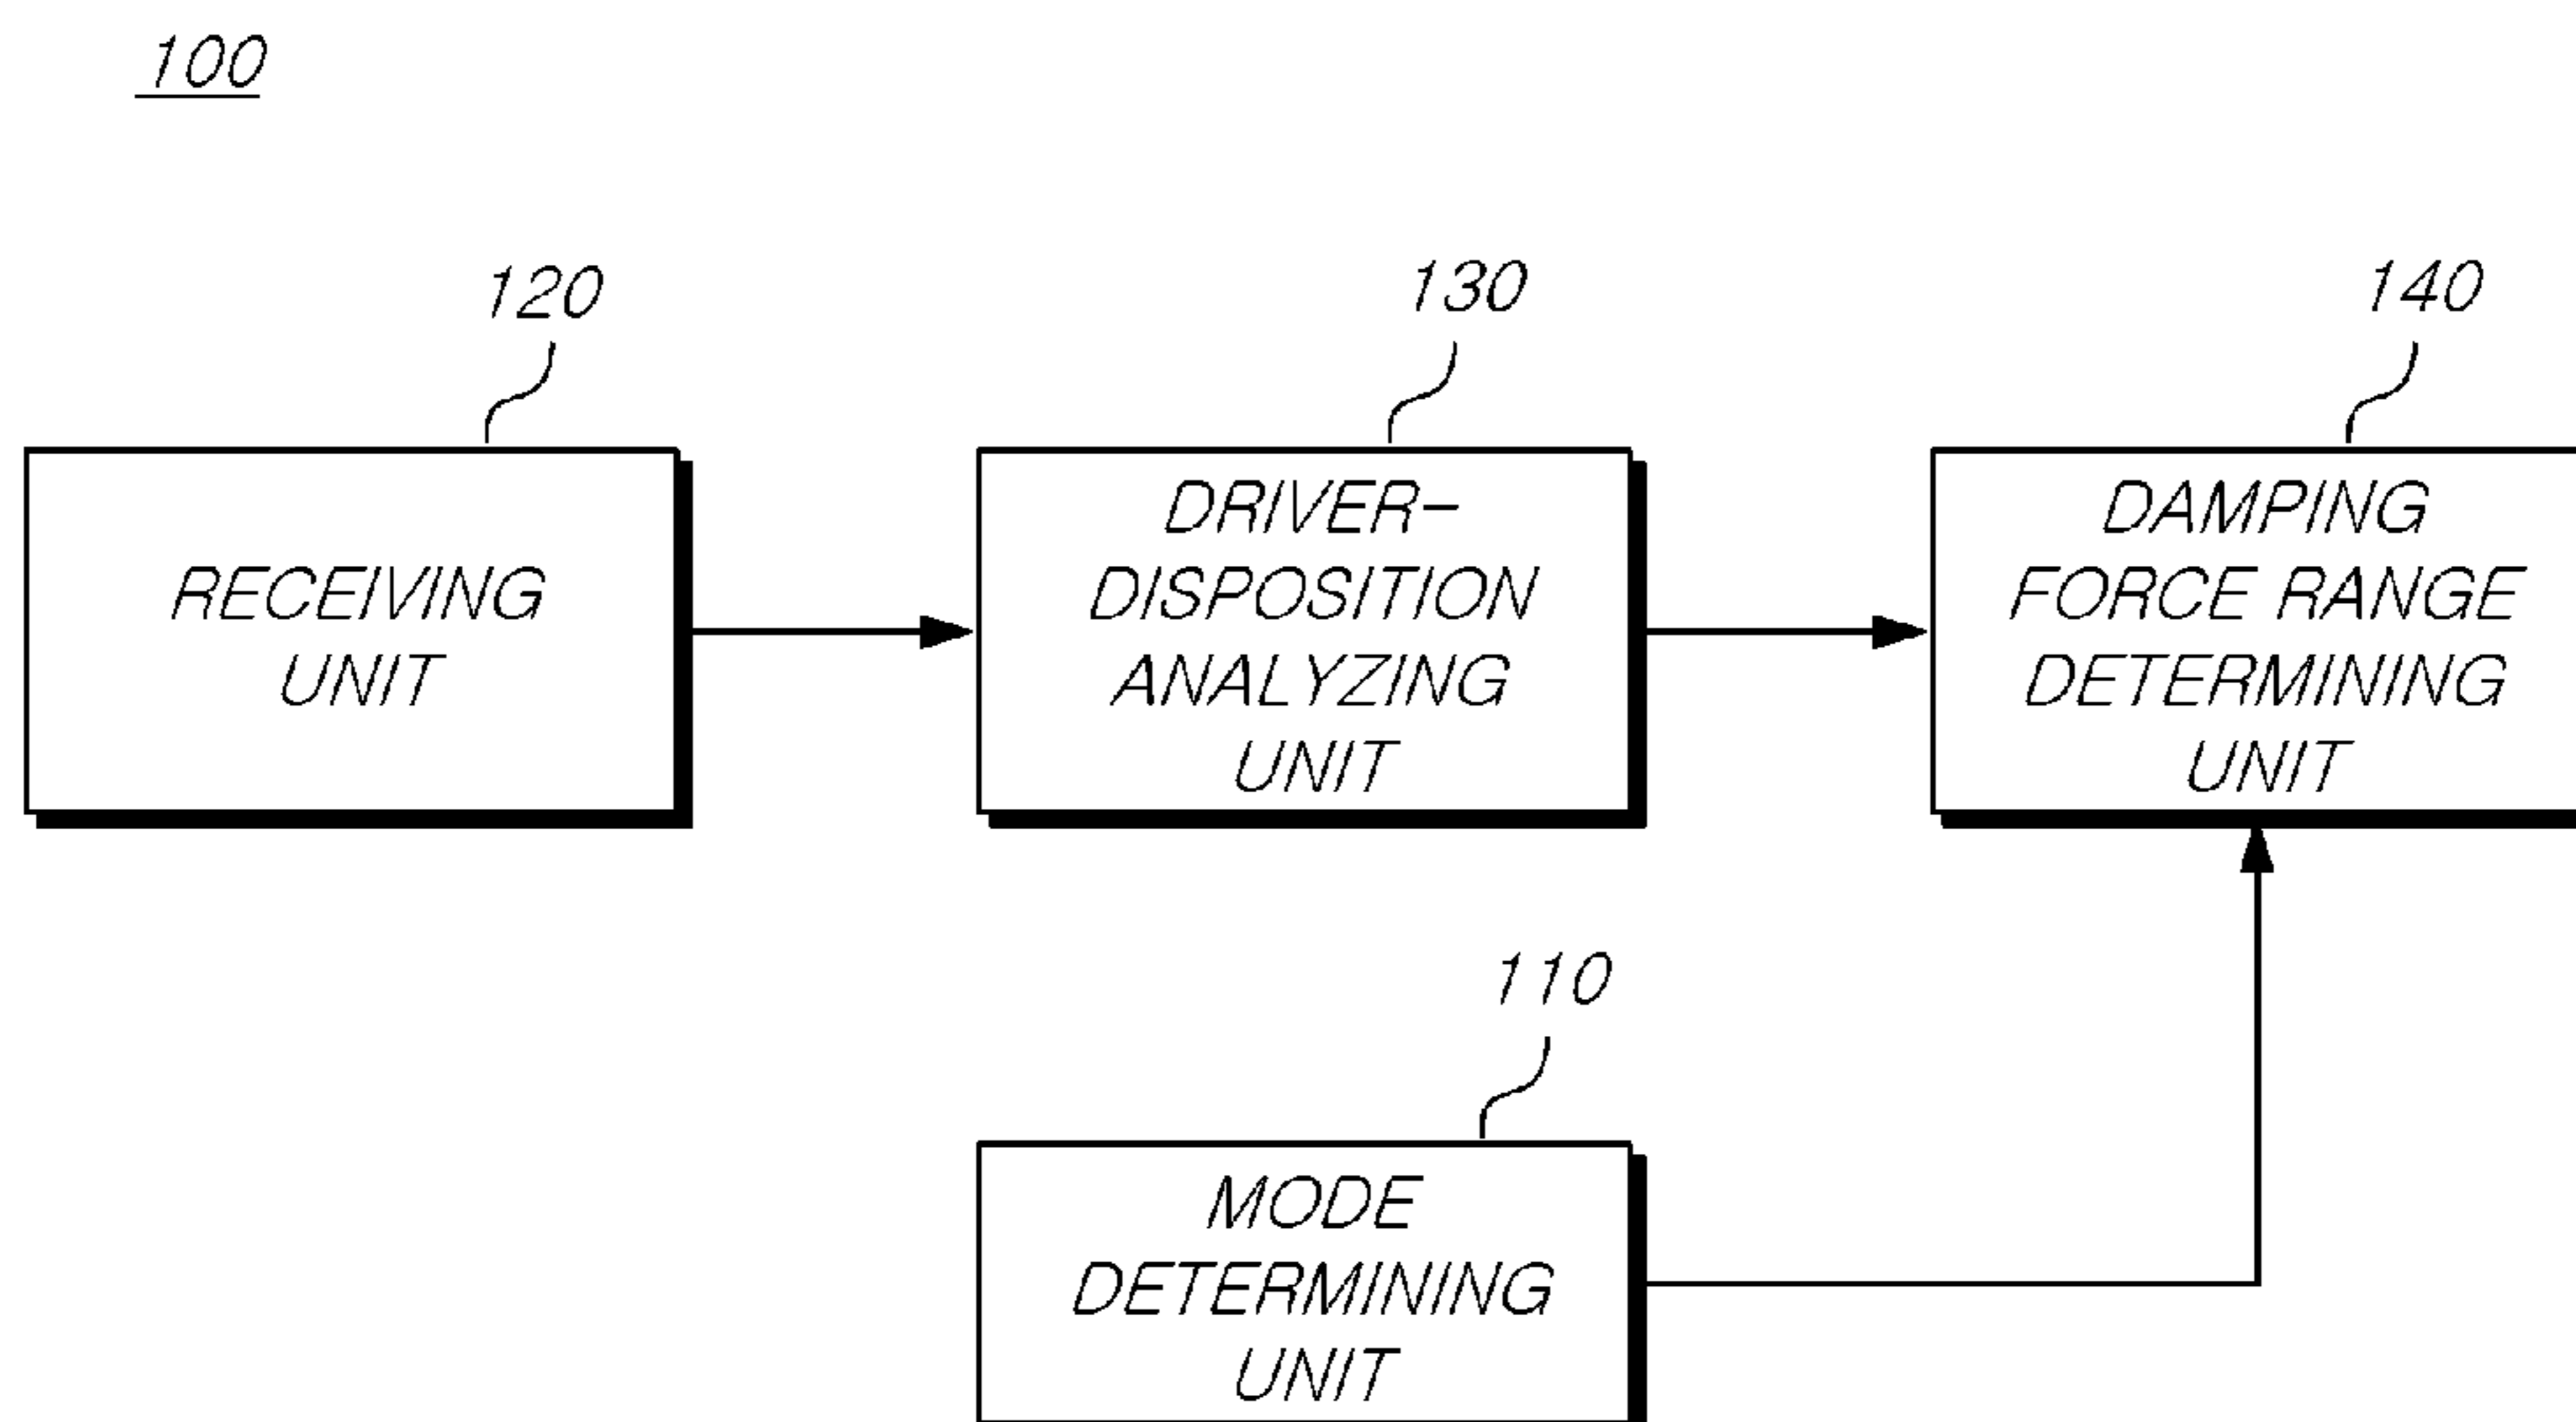 100
120
RECEIVING
UNIT
130
DRIVER-
DISPOSITION
ANALYZING
UNIT
140
DAMPING
FORCE RANGE
DETERMINING
UNIT
110
MODE
DETERMINING
UNIT